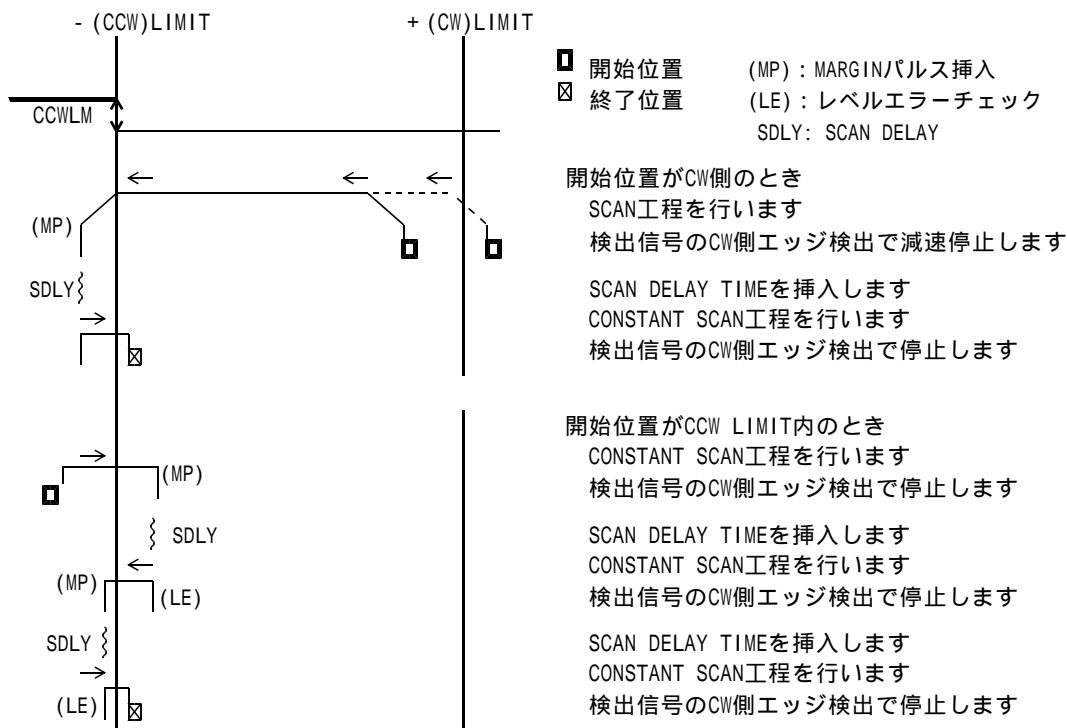 - (CCW)LIMIT
+ (CW)LIMIT
開始位置 (MP) : MARGINパルス挿入
終了位置 (LE) : レベルエラーチェック
SDLY: SCAN DELAY
CCWLM
開始位置がCW側のとき
SCAN工程を行います
(MP)
検出信号のCW側エッジ検出で減速停止します
SDLY
SCAN DELAY TIMEを挿入します
CONSTANT SCAN工程を行います
検出信号のCW側エッジ検出で停止します
開始位置がCCW LIMIT内のとき
CONSTANT SCAN工程を行います
(MP)
検出信号のCW側エッジ検出で停止します
SDLY
SCAN DELAY TIMEを挿入します
CONSTANT SCAN工程を行います
(MP)
(LE)
検出信号のCW側エッジ検出で停止します
SDLY
SCAN DELAY TIMEを挿入します
CONSTANT SCAN工程を行います
(LE)
検出信号のCW側エッジ検出で停止します